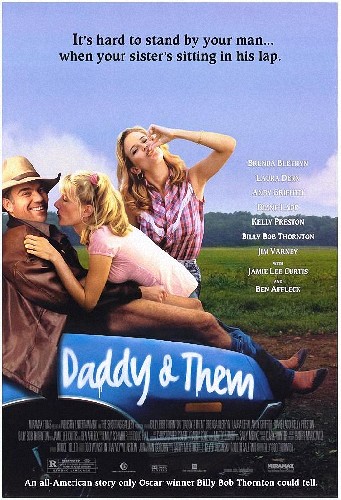 It's hard to stand by your man...
when your sister's sitting in his lap.
Brenda Blethyn
Laura Dern
Andy Griffith
Diane Ladd
Kelly Preston
Billy Bob Thornton
Jim Varney
with
Jamie Lee Curtis
and
Ben Affleck
Daddy & Them
R
MIRAMAX
An all-American story only Oscar winner Billy Bob Thornton could tell.